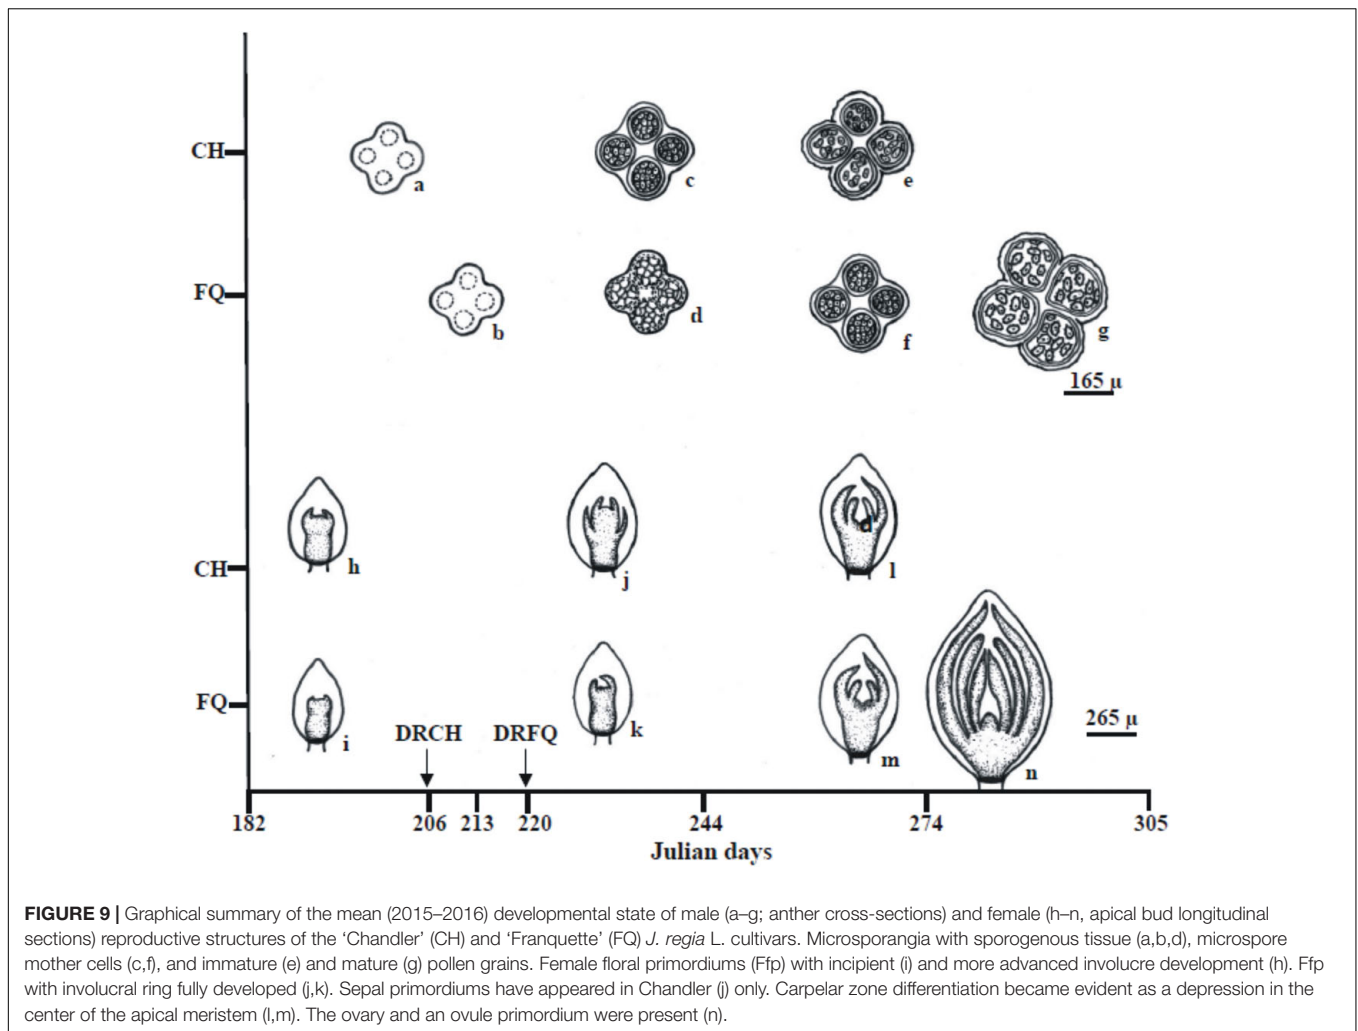 CH
a
c
e
FQ
b
d
f
g
165 µ
CH
h
j
d
l
FQ
i
k
m
n
265 µ
DRCH
DRFQ
182
206
213
220
244
274
305
Julian days
FIGURE 9 | Graphical summary of the mean (2015–2016) developmental state of male (a–g; anther cross-sections) and female (h–n, apical bud longitudinal
sections) reproductive structures of the ‘Chandler’ (CH) and ‘Franquette’ (FQ) J. regia L. cultivars. Microsporangia with sporogenous tissue (a,b,d), microspore
mother cells (c,f), and immature (e) and mature (g) pollen grains. Female floral primordiums (Ffp) with incipient (i) and more advanced involucre development (h). Ffp
with involucral ring fully developed (j,k). Sepal primordiums have appeared in Chandler (j) only. Carpelar zone differentiation became evident as a depression in the
center of the apical meristem (l,m). The ovary and an ovule primordium were present (n).